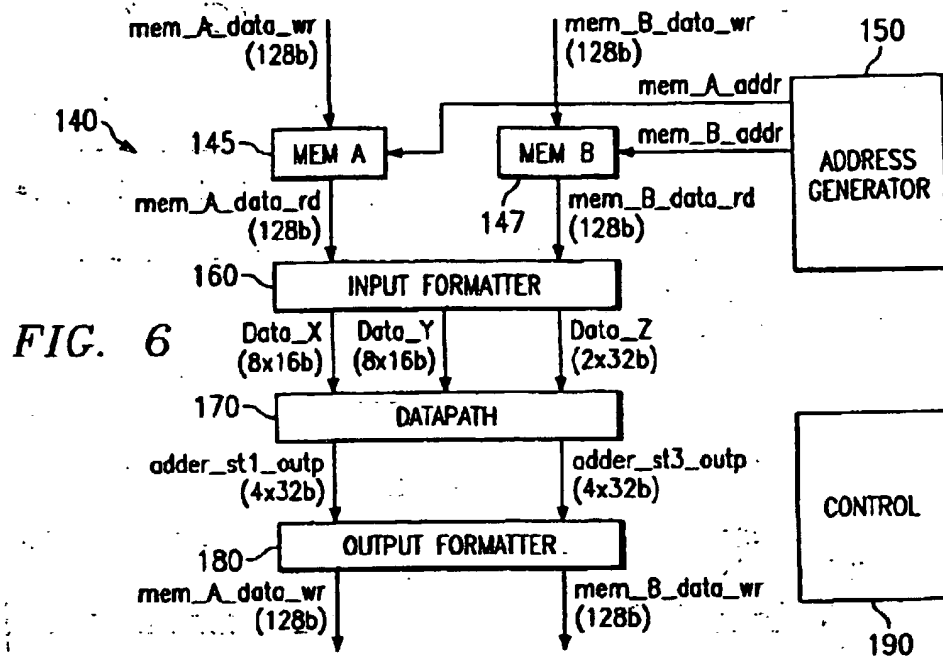 mem_A_data_wr
(128b)
mem_B_data_wr
(128b)
150
mem_A_addr
140
145
MEM A
MEM B
mem_B_addr
ADDRESS
GENERATOR
mem_A_data_rd
(128b)
147
mem_B_data_rd
(128b)
160
INPUT FORMATTER
FIG. 6
Data_X
(8x16b)
Data_Y
(8x16b)
Data_Z
(2x32b)
170
DATAPATH
adder_st1_outp
(4x32b)
adder_st3_outp
(4x32b)
CONTROL
180
OUTPUT FORMATTER
mem_A_data_wr
(128b)
mem_B_data_wr
(128b)
190